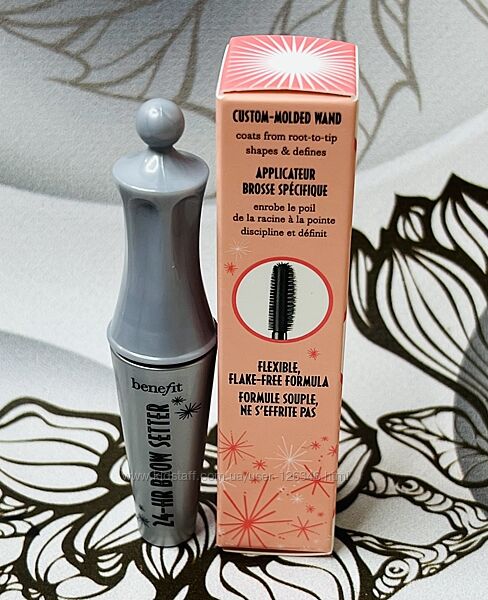 CUSTOM-MOLDED WAND
coats from root-to-tip
shapes & defines
APPLICATEUR
BROSSE SPÉCIFIQUE
enrobe le poil
de la racine à la pointe
discipline et définit
FLEXIBLE,
FLAKE-FREE FORMULA
FORMULE SOUPLE,
NE S'EFFRITE PAS
benefit
24-HR BROW SETTER